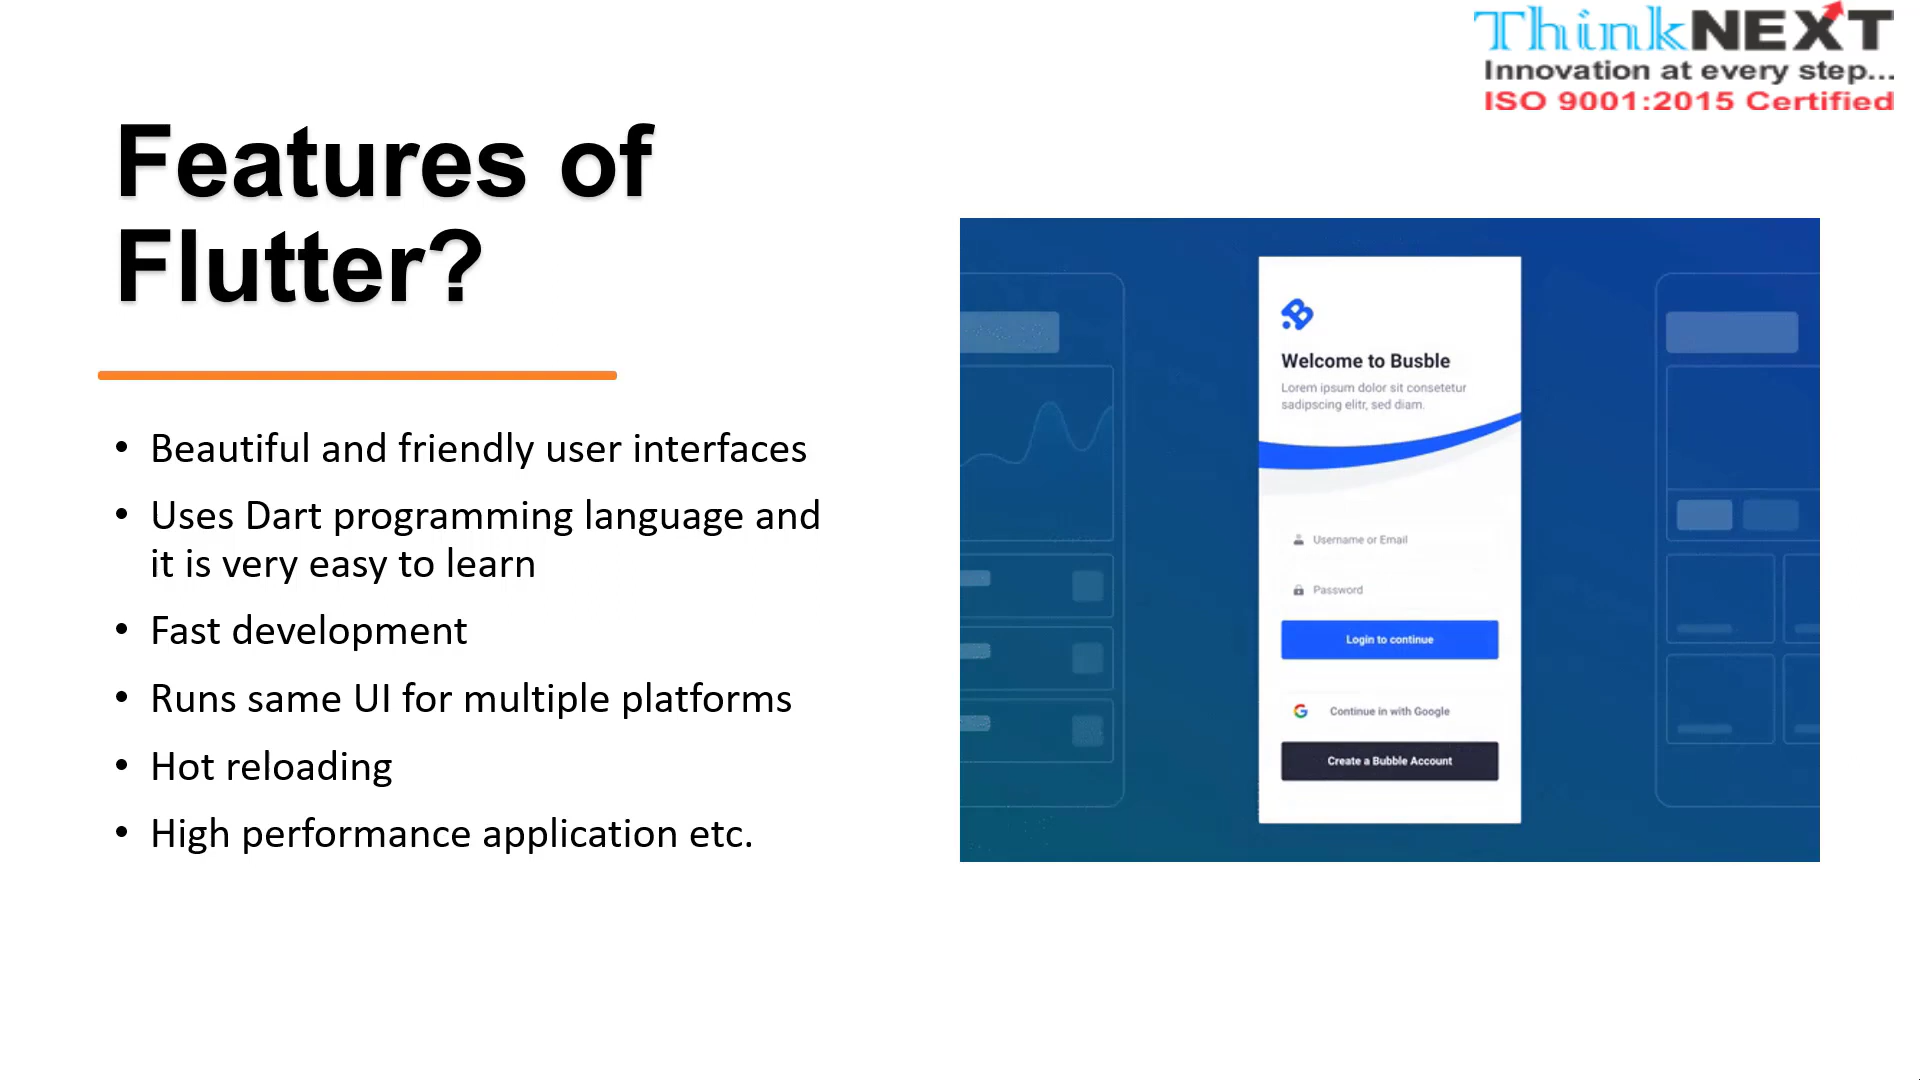 ThinkNEXT
Innovation at every step...
ISO 9001:2015 Certified
Features of
Flutter?
• Beautiful and friendly user interfaces
• Uses Dart programming language and
it is very easy to learn
• Fast development
• Runs same UI for multiple platforms
• Hot reloading
• High performance application etc.
Welcome to Busble
Lorem ipsum dolor sit consetetur
sadipscing elitr, sed diam.
Username or Email
Password
Login to continue
Continue in with Google
Create a Bubble Account